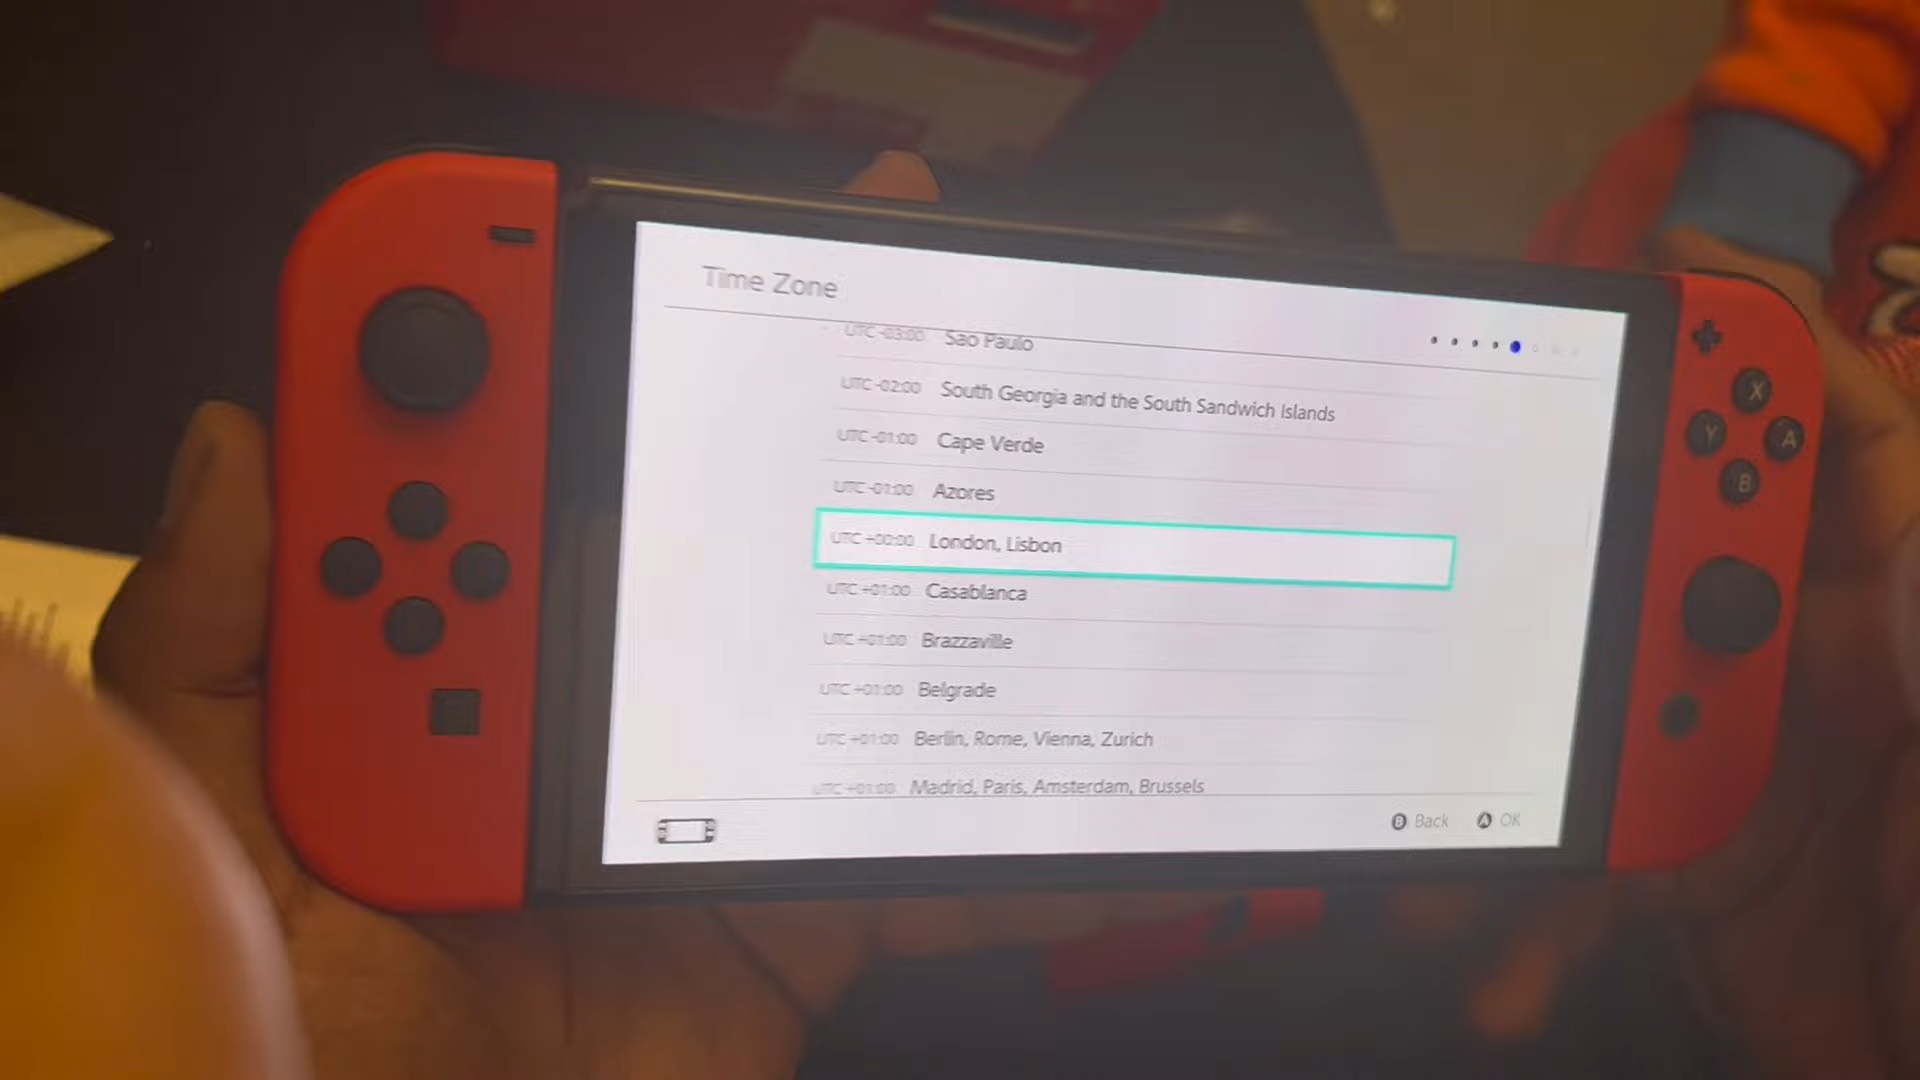 Time Zone
UTC -03:00 Sao Paulo
UTC -02:00 South Georgia and the South Sandwich Islands
UTC -01:00 Cape Verde
UTC -01:00 Azores
UTC +00:00 London, Lisbon
UTC +01:00 Casablanca
UTC +01:00 Brazzaville
UTC +01:00 Belgrade
UTC +01:00 Berlin, Rome, Vienna, Zurich
UTC +01:00 Madrid, Paris, Amsterdam, Brussels
B Back A OK
X
Y A
B